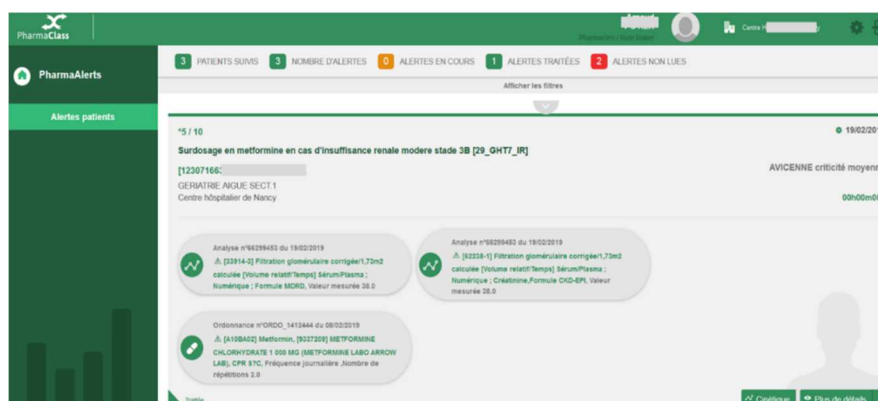 PharmaClass
Centre H
PharmaAlerts
Alertes patients
3 PATIENTS SUIVIS 3 NOMBRE D'ALERTES 0 ALERTES EN COURS 1 ALERTES TRAITÉES 2 ALERTES NON LUES
Afficher les filtres
*5 / 10
19/02/201
Surdosage en metformine en cas d'insuffisance renale modere stade 3B [29_GHT7_IR]
[12307166:
AVICENNE criticité moyenn
GERIATRIE AIGUE SECT.1
Centre hôspitalier de Nancy
00h00m0
Analyse n°66299453 du 19/02/2019
[33914-3] Filtration glomérulaire corrigée/1,73m2
calculée [Volume relatif/Temps] Sérum/Plasma ;
Numérique ; Formule MDRD, Valeur mesurée 38.0
Analyse n°66299453 du 19/02/2019
[62238-1] Filtration glomérulaire corrigée/1,73m2
calculée [Volume relatif/Temps] Sérum/Plasma ;
Numérique ; Créatinine,Formule CKD-EPI, Valeur
mesurée 38.0
Ordonnance n°ORDO_1413444 du 08/02/2019
[A10BA02] Metformin, [9337209] METFORMINE
CHLORHYDRATE 1 000 MG (METFORMINE LABO ARROW
LAB), CPR STC, Fréquence journalière ,Nombre de
répétitions 2.0
Cinétique Plus de détails